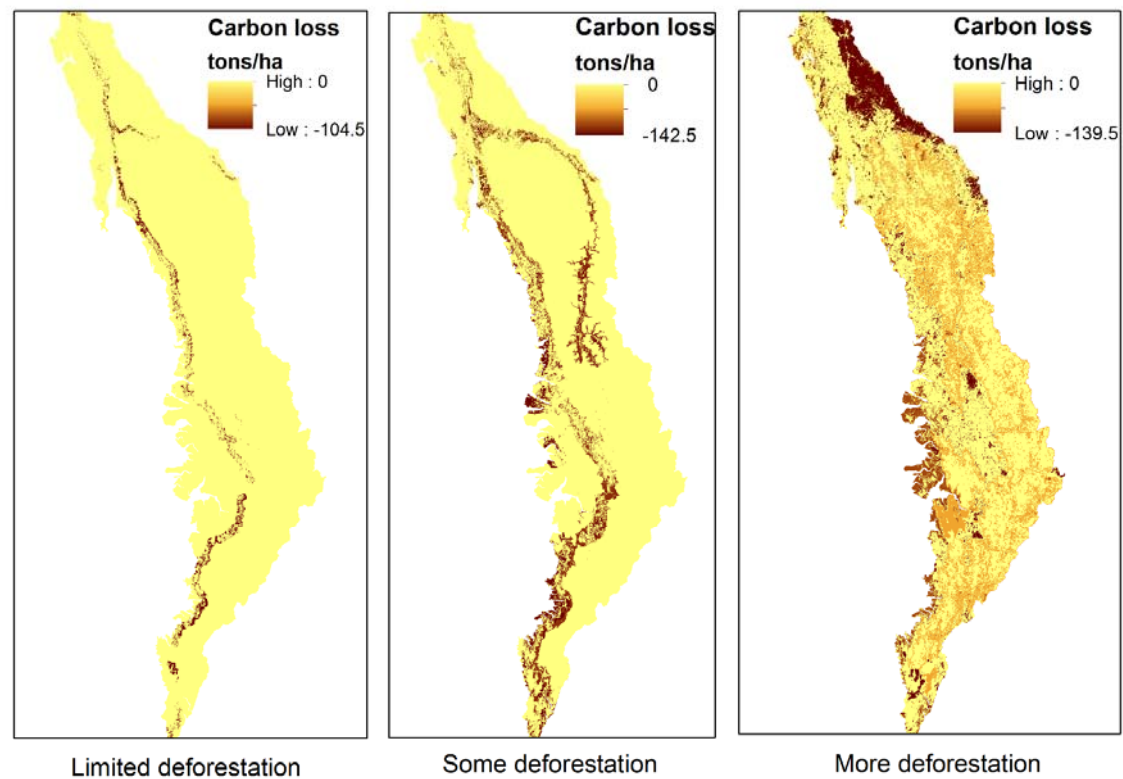 Carbon loss
tons/ha
High : 0
Low : -104.5
Limited deforestation
Carbon loss
tons/ha
0
-142.5
Some deforestation
Carbon loss
tons/ha
High : 0
Low : -139.5
More deforestation